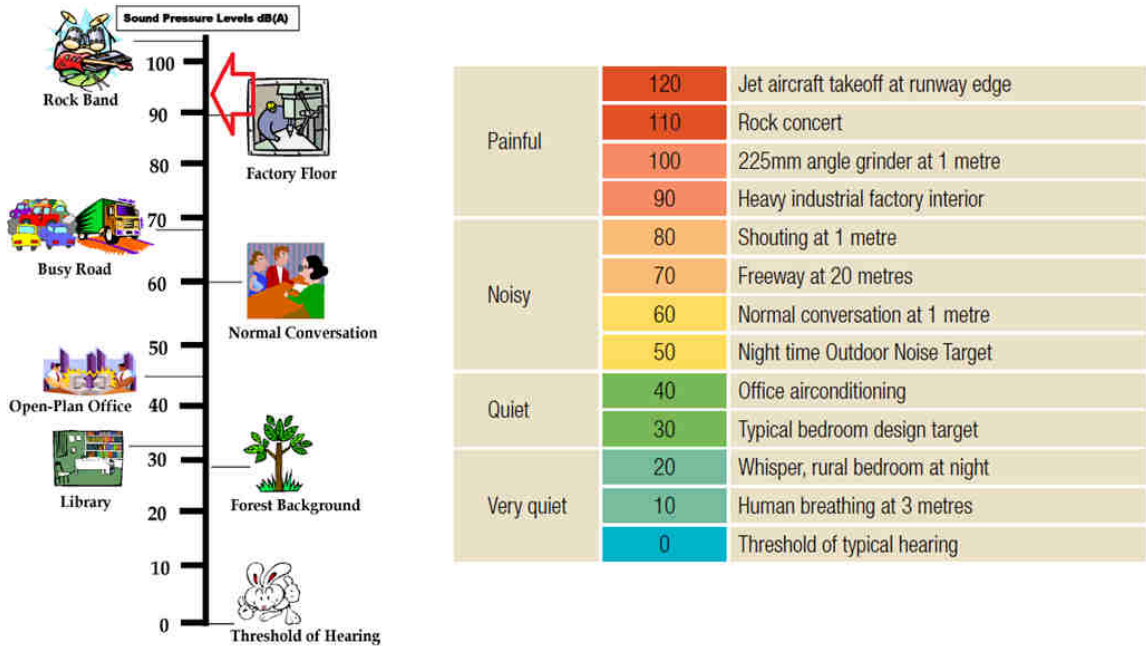 Sound Pressure Levels dB(A)
100
Rock Band
90
Factory Floor
80
70
Busy Road
60
Normal Conversation
50
Open-Plan Office
40
30
Library
Forest Background
20
10
0
Threshold of Hearing
Painful
120 Jet aircraft takeoff at runway edge
110 Rock concert
100 225mm angle grinder at 1 metre
90 Heavy industrial factory interior
Noisy
80 Shouting at 1 metre
70 Freeway at 20 metres
60 Normal conversation at 1 metre
50 Night time Outdoor Noise Target
Quiet
40 Office airconditioning
30 Typical bedroom design target
Very quiet
20 Whisper, rural bedroom at night
10 Human breathing at 3 metres
0 Threshold of typical hearing